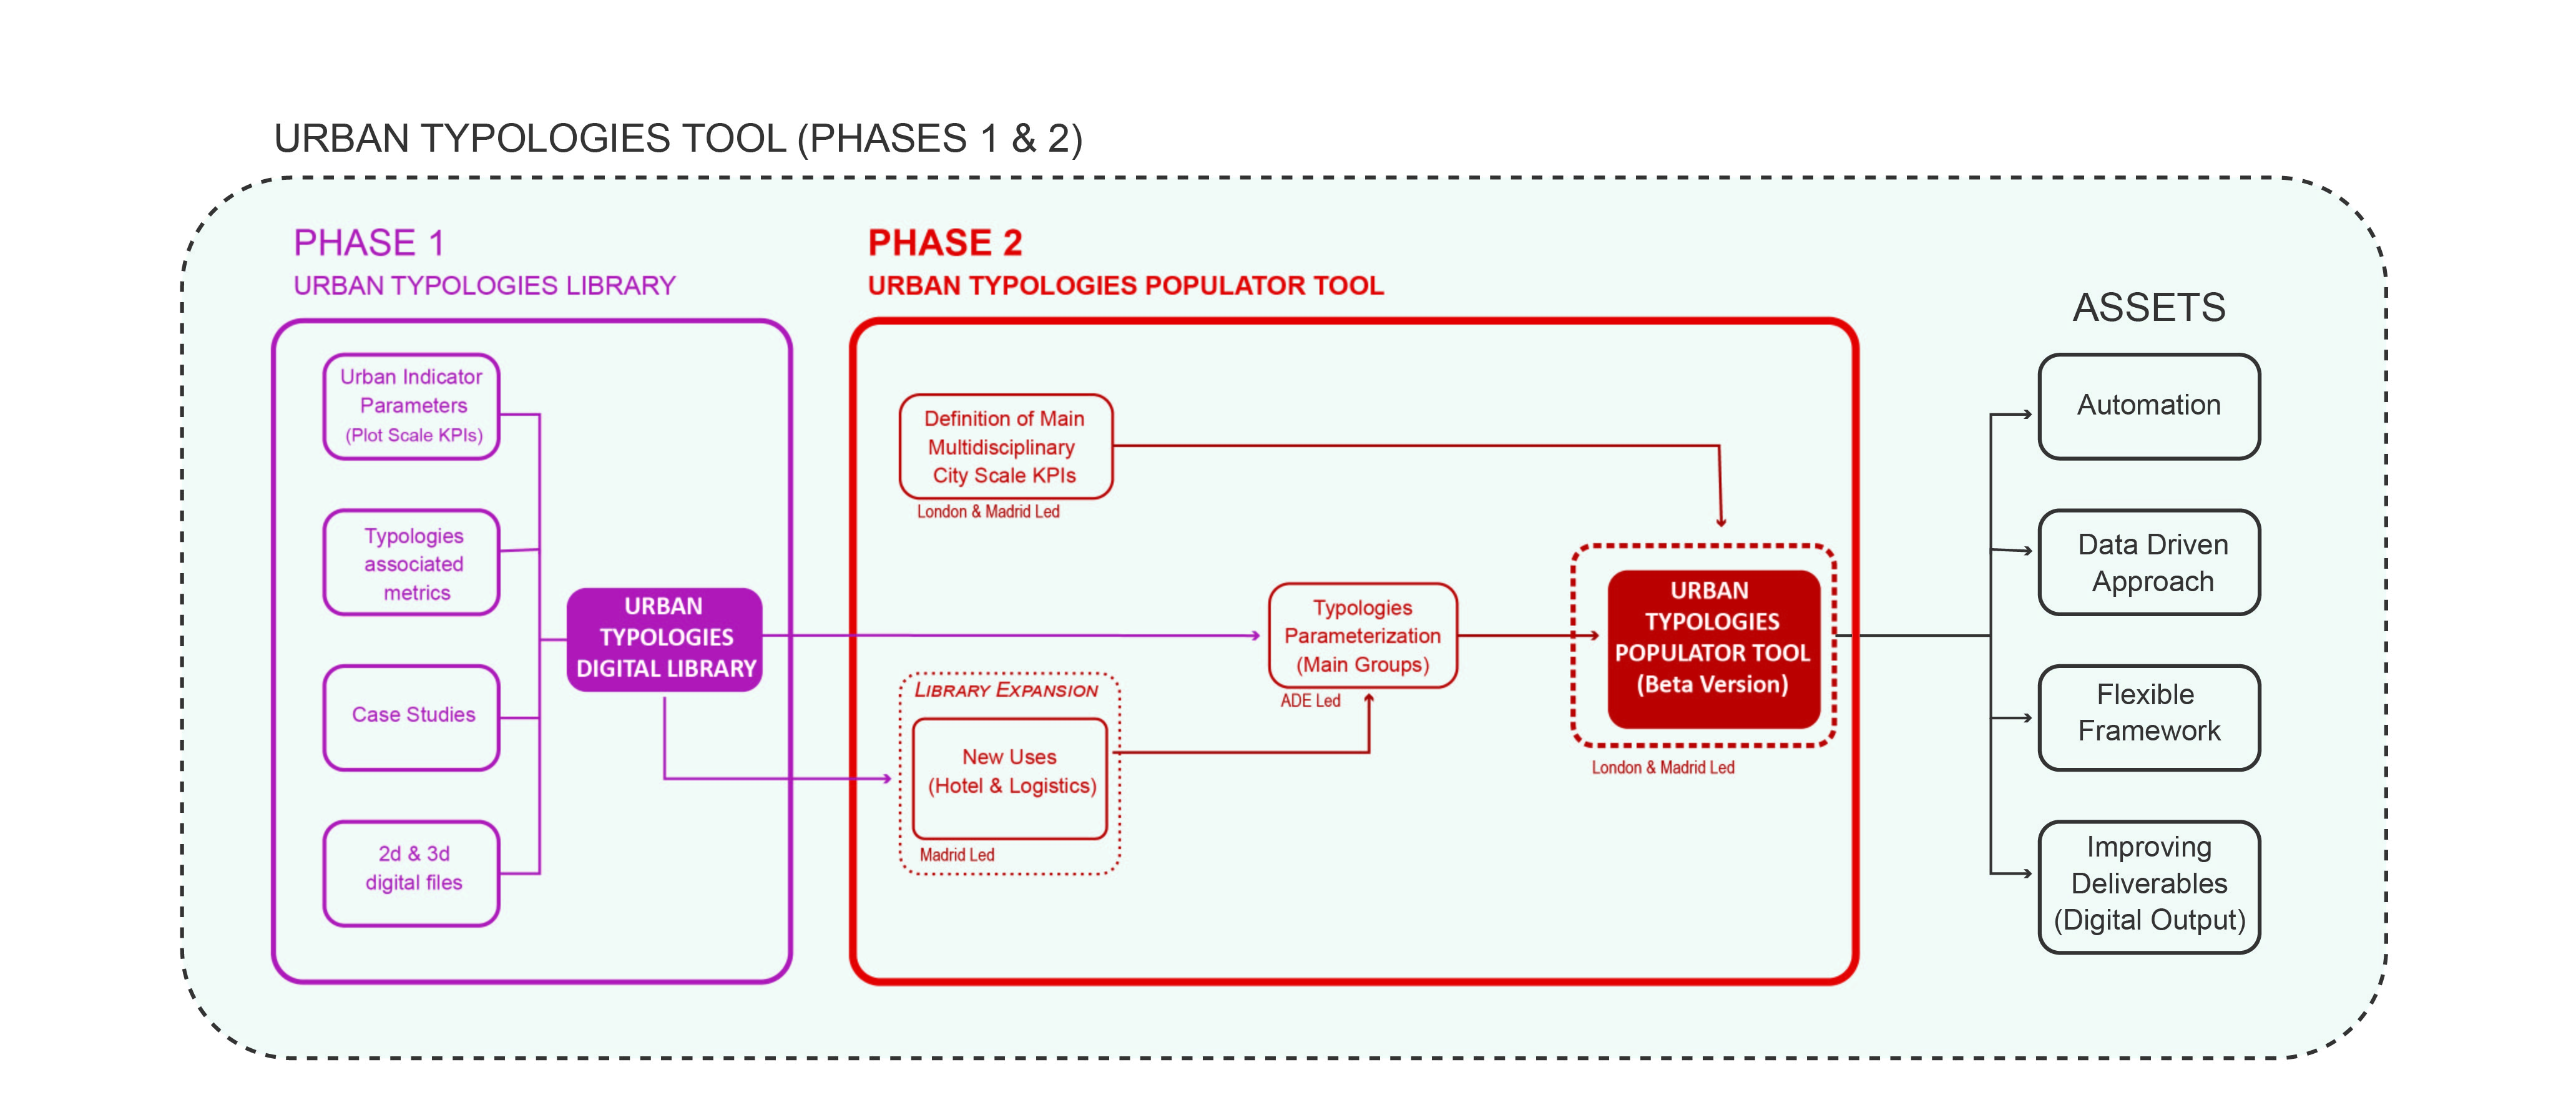 URBAN TYPOLOGIES TOOL (PHASES 1 & 2)
PHASE 1
URBAN TYPOLOGIES LIBRARY
Urban Indicator
Parameters
(Plot Scale KPIs)
Typologies
associated
metrics
Case Studies
2d & 3d
digital files
URBAN
TYPOLOGIES
DIGITAL LIBRARY
PHASE 2
URBAN TYPOLOGIES POPULATOR TOOL
Definition of Main
Multidisciplinary
City Scale KPIs
London & Madrid Led
LIBRARY EXPANSION
New Uses
(Hotel & Logistics)
Madrid Led
Typologies
Parameterization
(Main Groups)
ADE Led
URBAN
TYPOLOGIES
POPULATOR TOOL
(Beta Version)
London & Madrid Led
ASSETS
Automation
Data Driven
Approach
Flexible
Framework
Improving
Deliverables
(Digital Output)